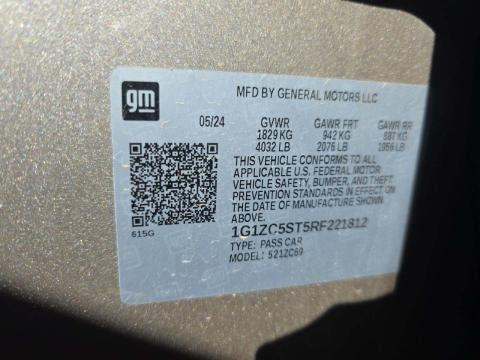 gm
MFD BY GENERAL MOTORS LLC
05/24 GVWR GAWR FRT GAWR RR
1829 KG 942 KG 887 KG
4032 LB 2076 LB 1956 LB
THIS VEHICLE CONFORMS TO ALL
APPLICABLE U.S. FEDERAL MOTOR
VEHICLE SAFETY, BUMPER, AND THEFT
PREVENTION STANDARDS IN EFFECT ON
THE DATE OF MANUFACTURE SHOWN
ABOVE.
1G1ZC5ST5RF221812
TYPE: PASS CAR
MODEL: 521ZC69
615G